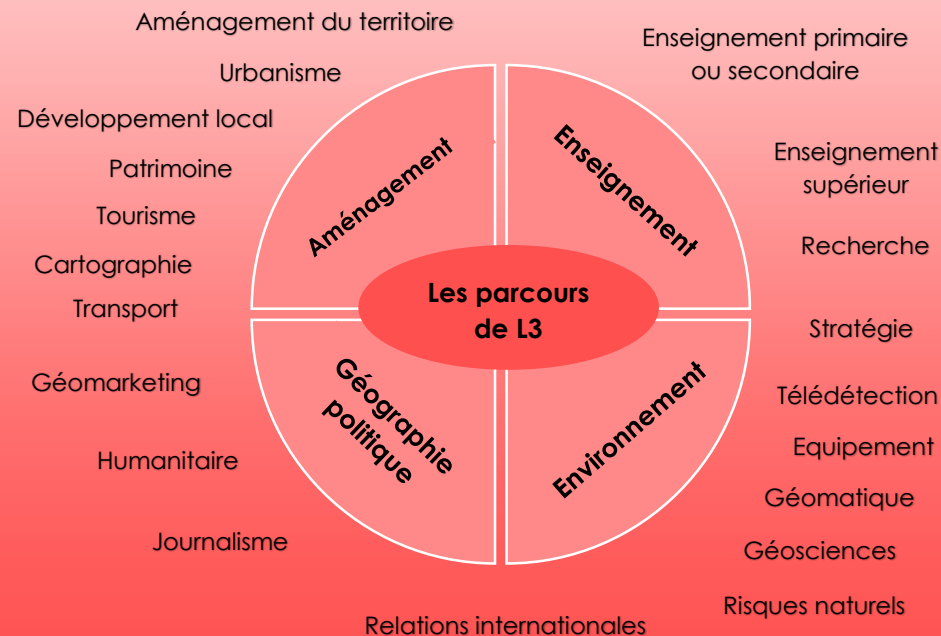 Aménagement du territoire
Urbanisme
Développement local
Patrimoine
Tourisme
Cartographie
Transport
Géomarketing
Humanitaire
Journalisme
Relations internationales
Aménagement
Enseignement
Les parcours
de L3
Géographie
politique
Environnement
Enseignement primaire
ou secondaire
Enseignement
supérieur
Recherche
Stratégie
Télédétection
Equipement
Géomatique
Géosciences
Risques naturels